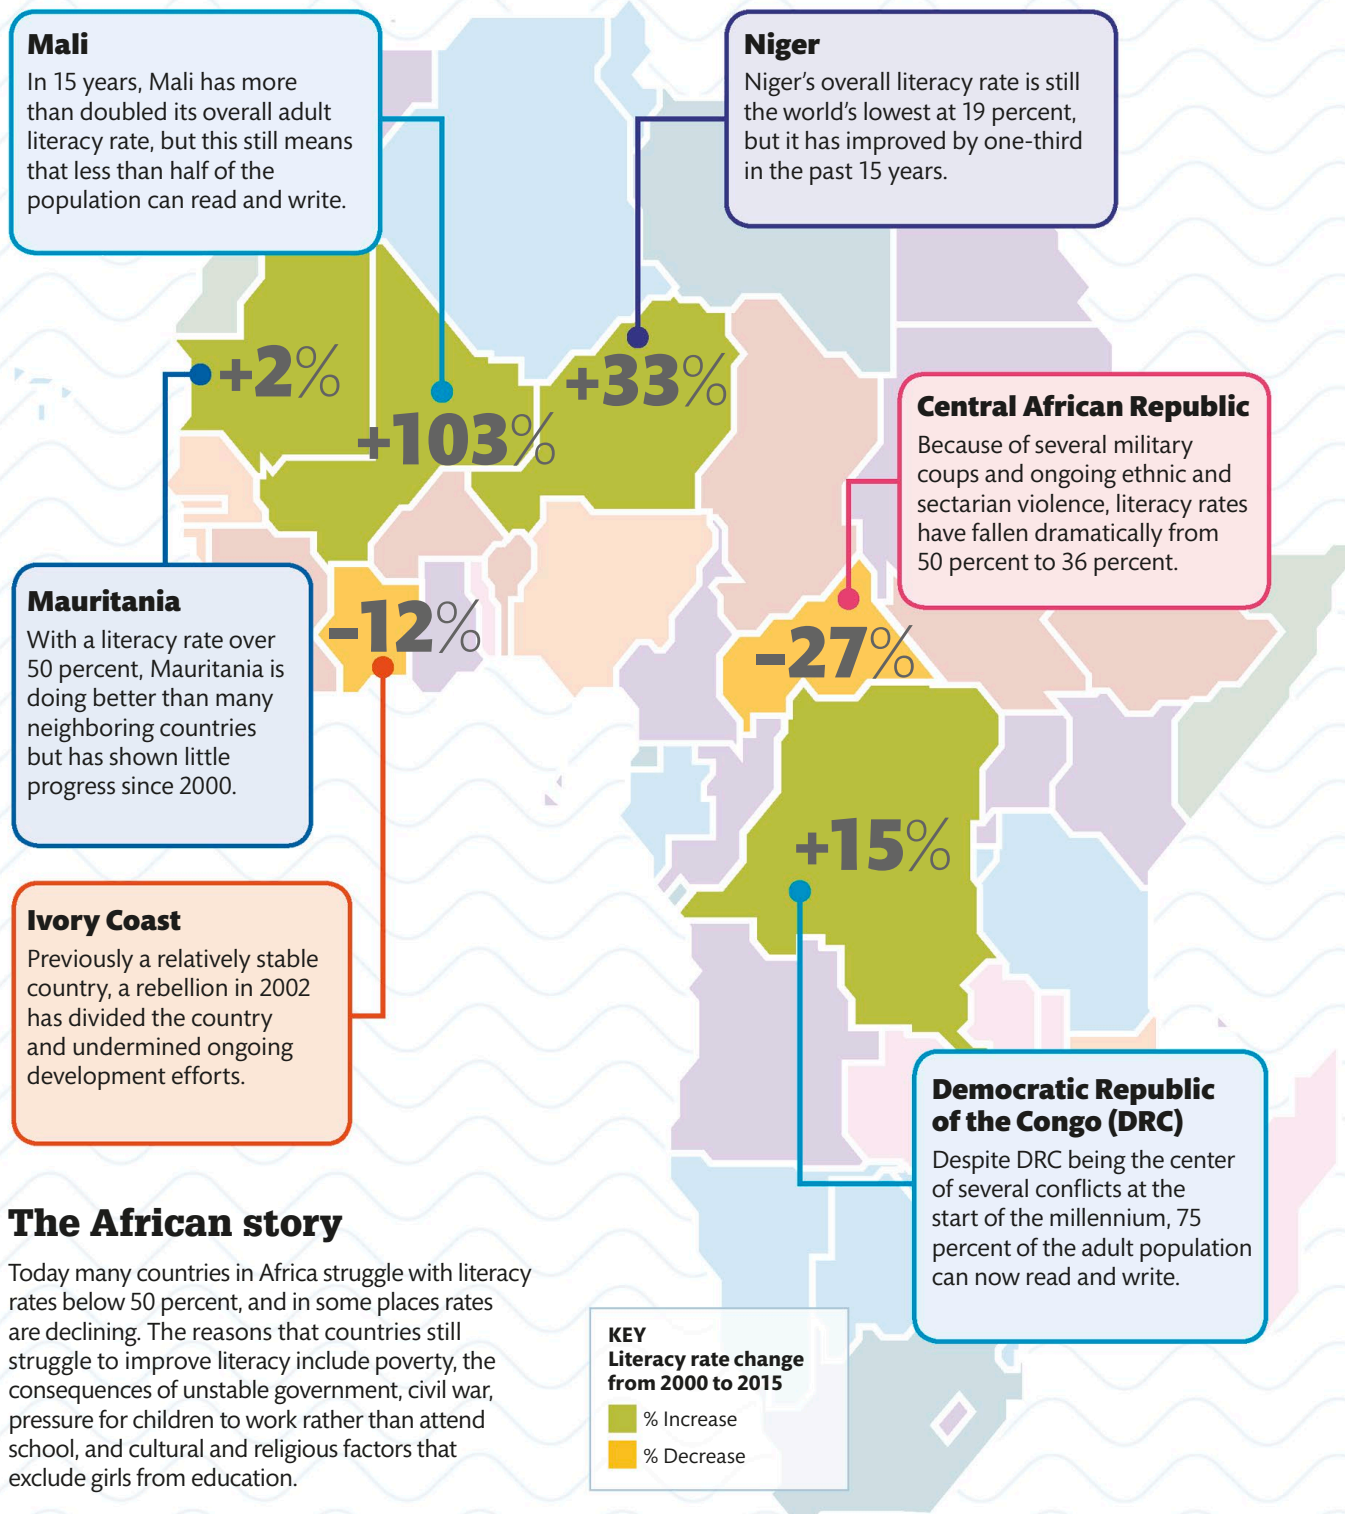 Mali
In 15 years, Mali has more
than doubled its overall adult
literacy rate, but this still means
that less than half of the
population can read and write.
Niger
Niger’s overall literacy rate is still
the world’s lowest at 19 percent,
but it has improved by one-third
in the past 15 years.
+2%
+103%
+33%
Central African Republic
Because of several military
coups and ongoing ethnic and
sectarian violence, literacy rates
have fallen dramatically from
50 percent to 36 percent.
Mauritania
With a literacy rate over
50 percent, Mauritania is
doing better than many
neighboring countries
but has shown little
progress since 2000.
–12%
–27%
+15%
Ivory Coast
Previously a relatively stable
country, a rebellion in 2002
has divided the country
and undermined ongoing
development efforts.
Democratic Republic
of the Congo (DRC)
Despite DRC being the center
of several conflicts at the
start of the millennium, 75
percent of the adult population
can now read and write.
The African story
Today many countries in Africa struggle with literacy
rates below 50 percent, and in some places rates
are declining. The reasons that countries still
struggle to improve literacy include poverty, the
consequences of unstable government, civil war,
pressure for children to work rather than attend
school, and cultural and religious factors that
exclude girls from education.
KEY
Literacy rate change
from 2000 to 2015
% Increase
% Decrease